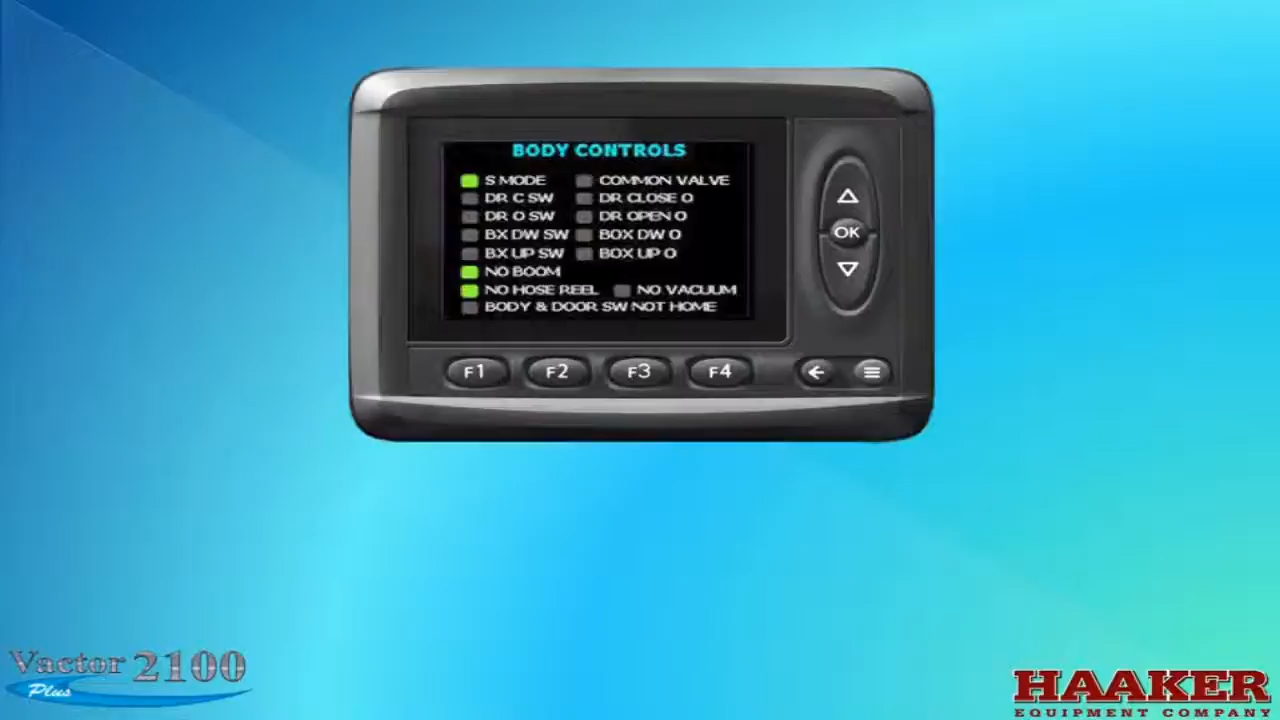 BODY CONTROLS
S MODE COMMON VALVE
DR C SW DR CLOSE O
DR O SW DR OPEN O
BX DW SW BOX DW O
BX UP SW BOX UP O
NO BOOM
NO HOSE REEL NO VACUUM
BODY & DOOR SW NOT HOME
OK
F1 F2 F3 F4
Vactor 2100
Plus
HAAKER
EQUIPMENT COMPANY